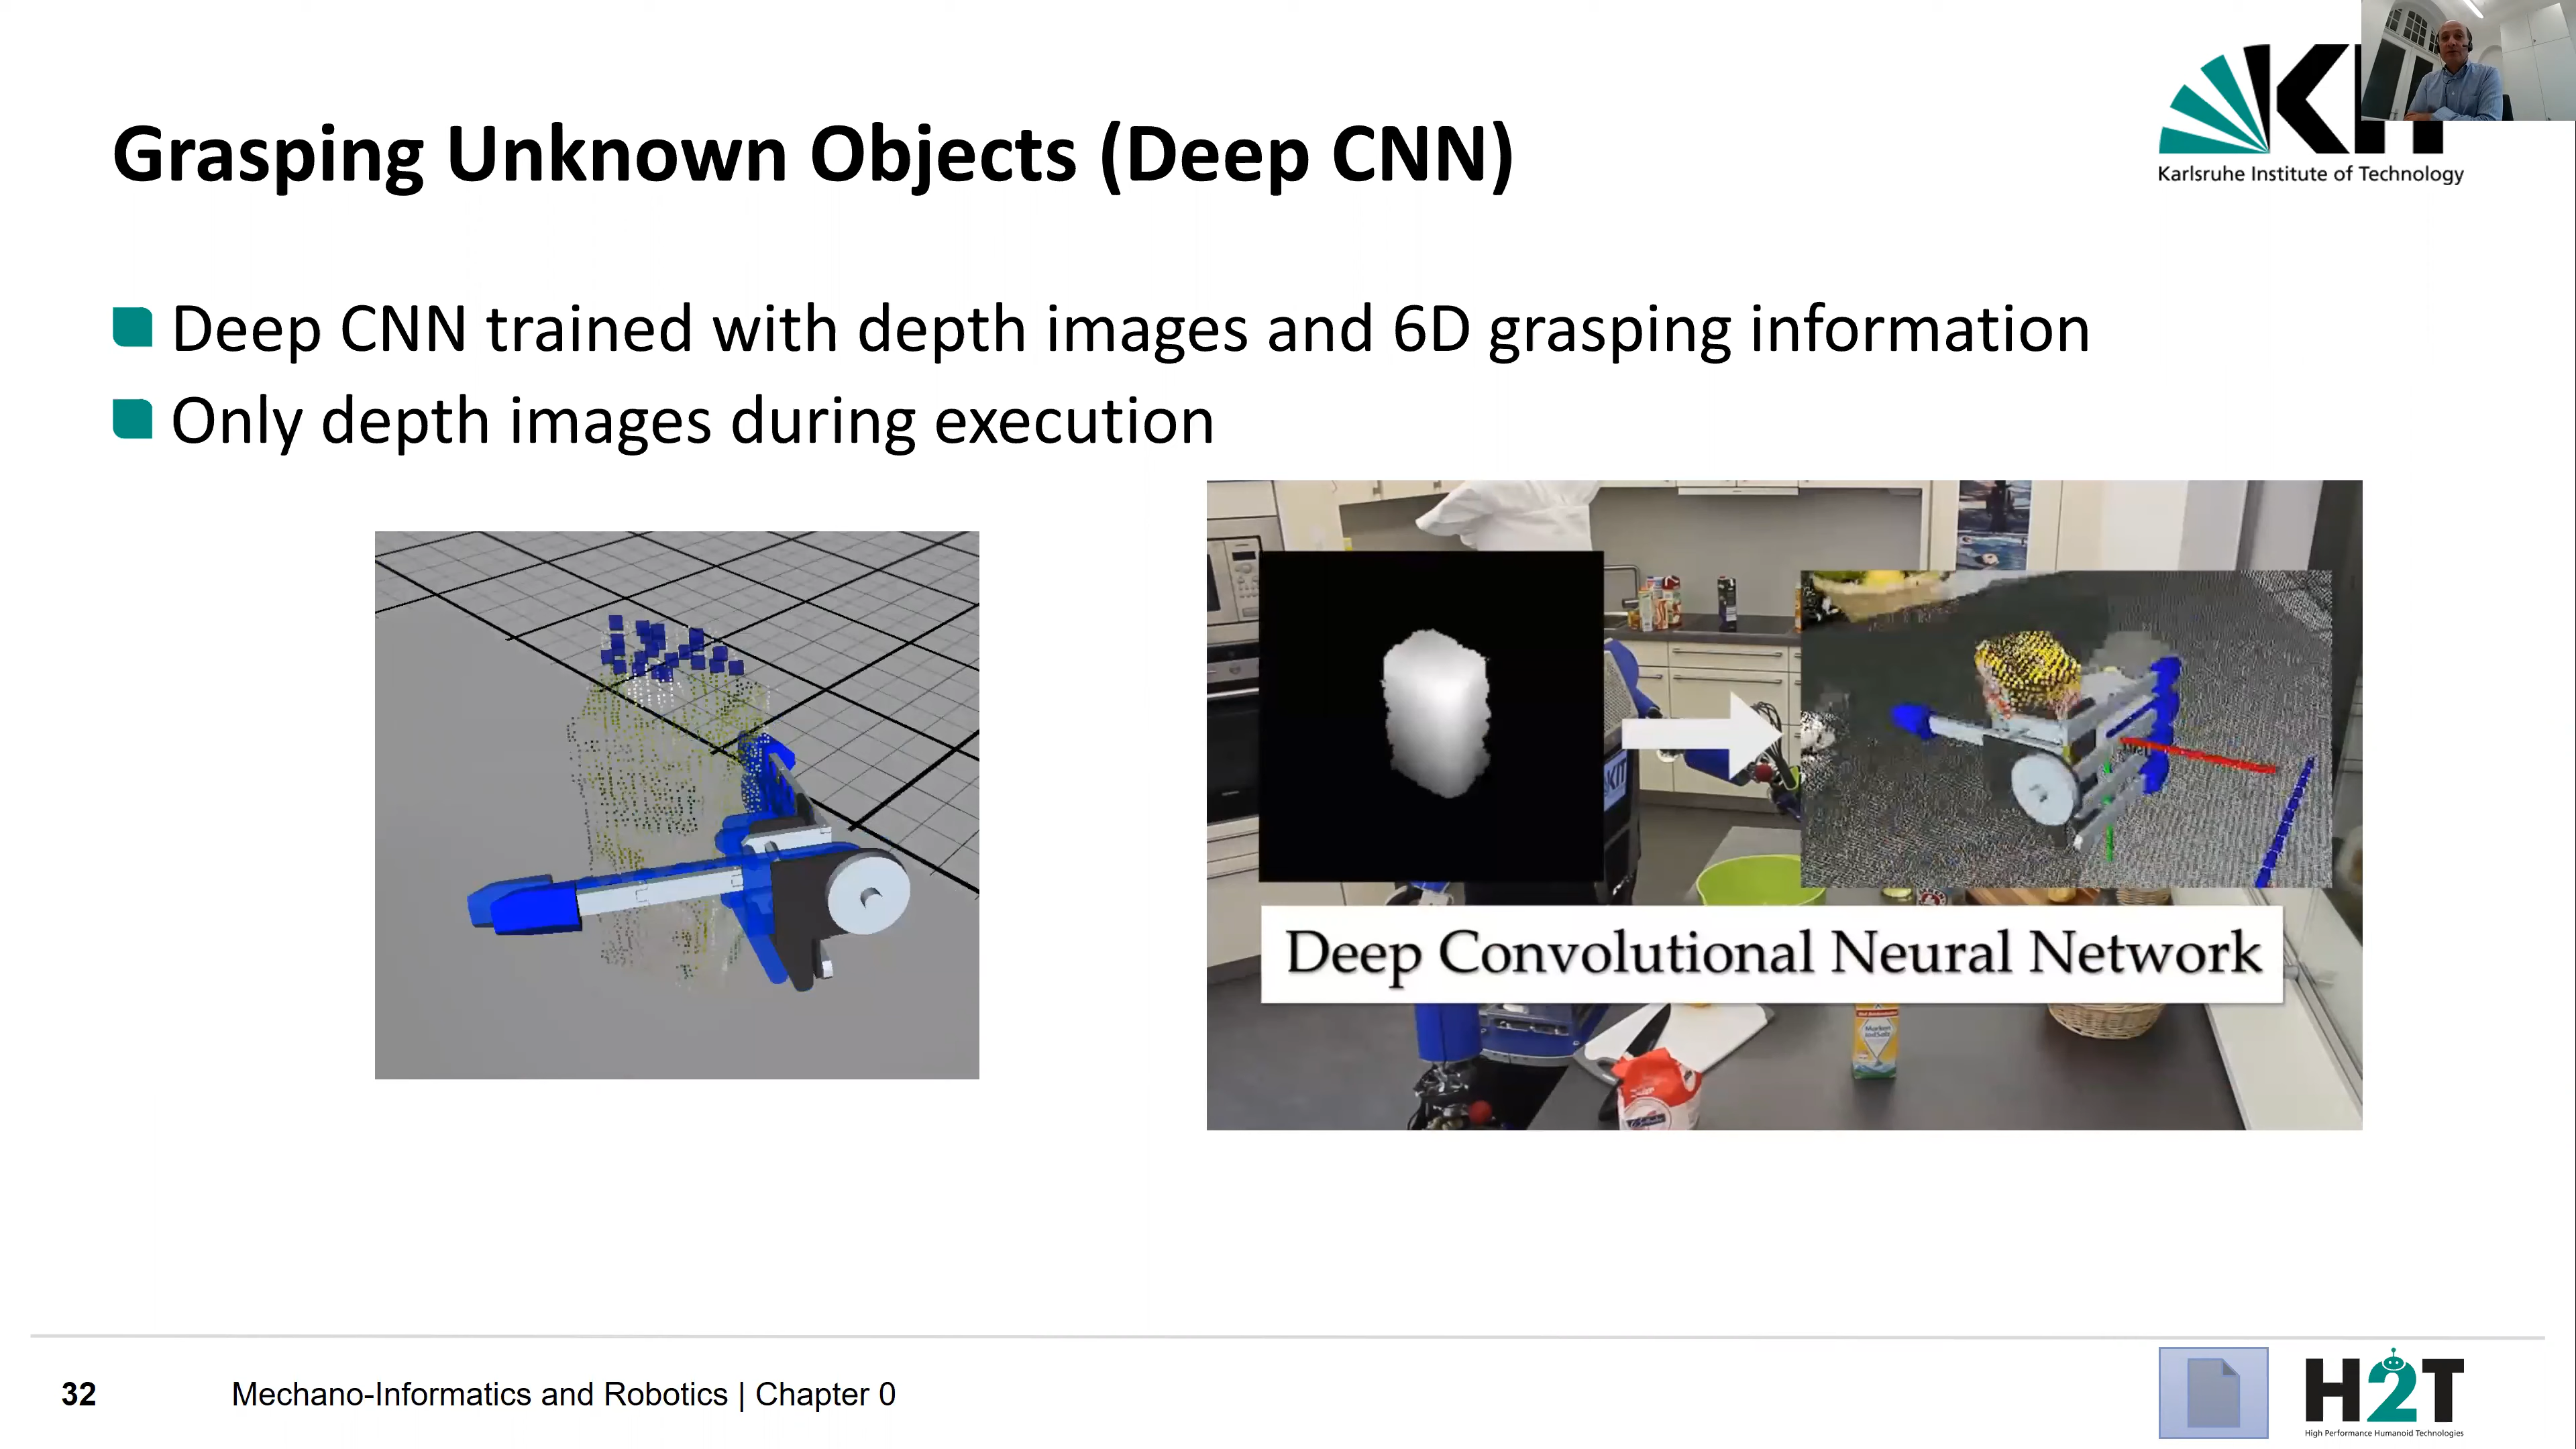 Grasping Unknown Objects (Deep CNN)
Karlsruhe Institute of Technology
Deep CNN trained with depth images and 6D grasping information
Only depth images during execution
KIT
Deep Convolutional Neural Network
32
Mechano-Informatics and Robotics | Chapter 0
H2T
High Performance Humanoid Technologies